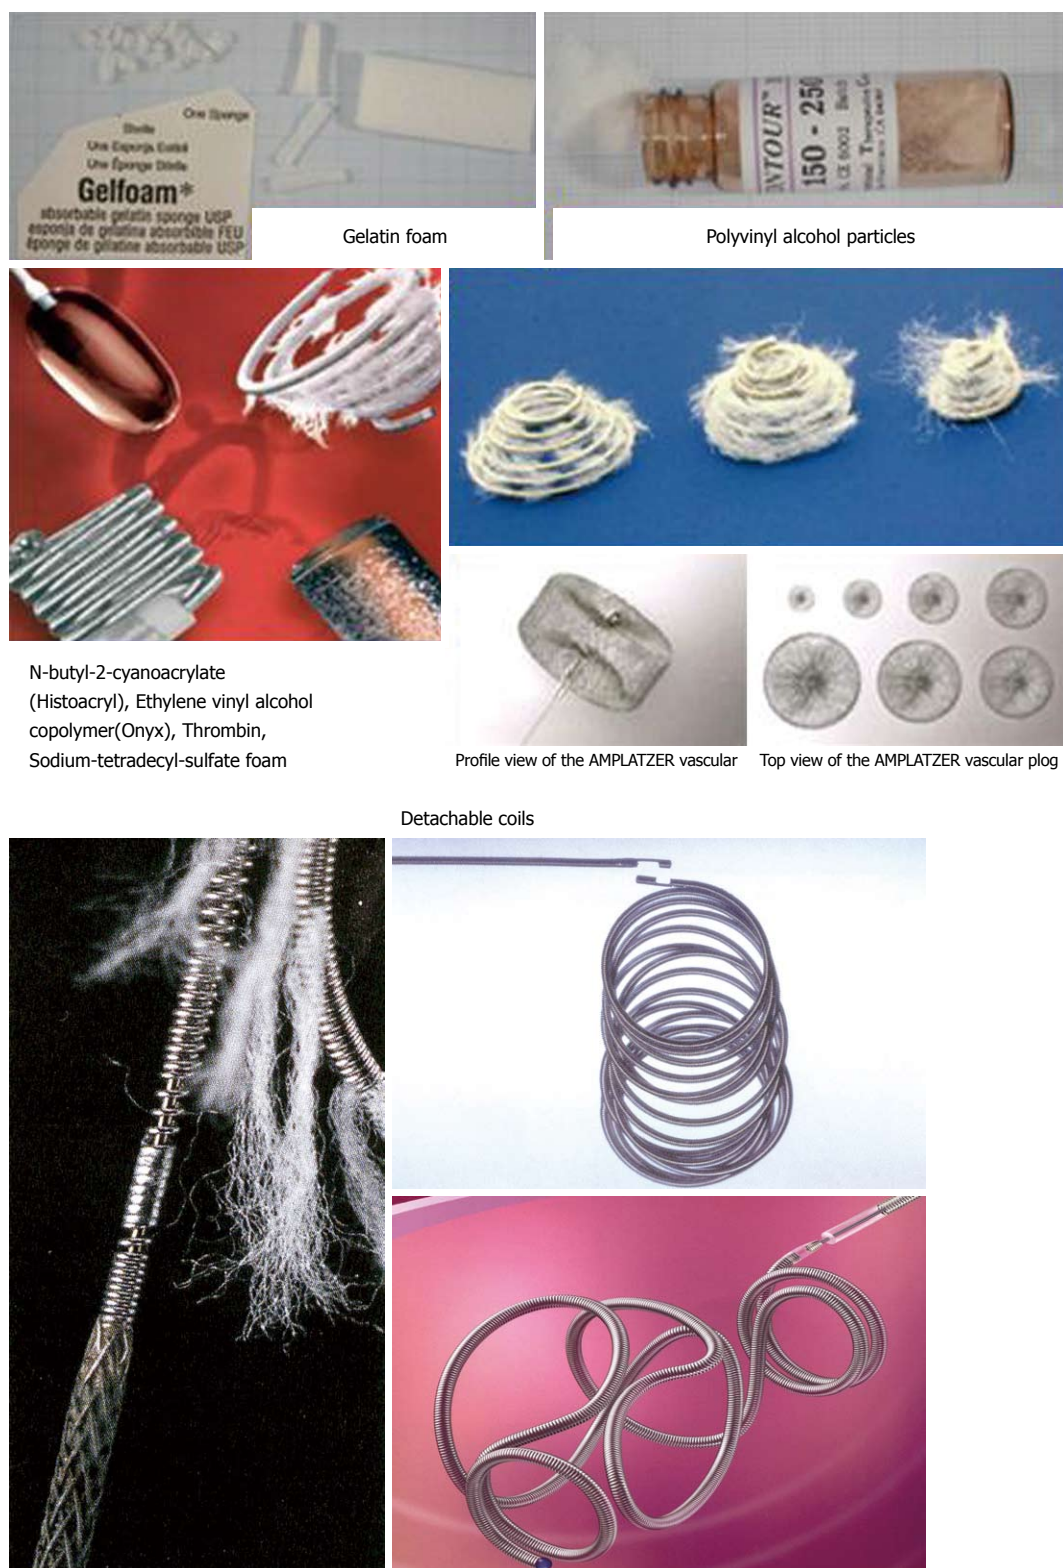 One Sponge
Sterile
Une Esponja Estéril
Une Éponge Stérile
Gelfoam*
absorbable gelatin sponge USP
esponja de gelatina absorbible FEU
éponge de gélatine absorbable USP
Gelatin foam
NTOUR™
150 - 250
Polyvinyl alcohol particles
N-butyl-2-cyanoacrylate
(Histoacryl), Ethylene vinyl alcohol
copolymer(Onyx), Thrombin,
Sodium-tetradecyl-sulfate foam
Profile view of the AMPLATZER vascular
Top view of the AMPLATZER vascular plog
Detachable coils